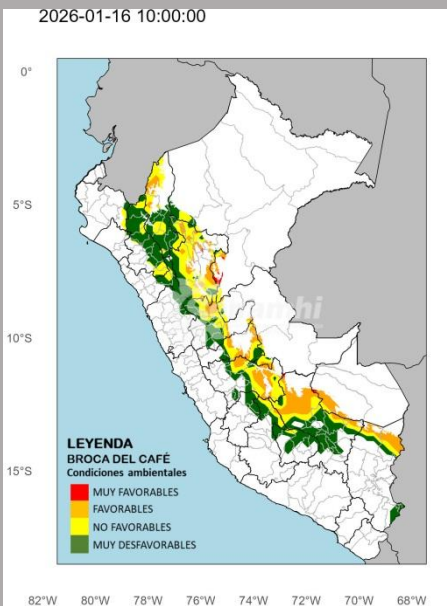 2026-01-16 10:00:00
0°
5°S
10°S
15°S
senamhi
LEYENDA
BROCA DEL CAFÉ
Condiciones ambientales
MUY FAVORABLES
FAVORABLES
NO FAVORABLES
MUY DESFAVORABLES
82°W 80°W 78°W 76°W 74°W 72°W 70°W 68°W